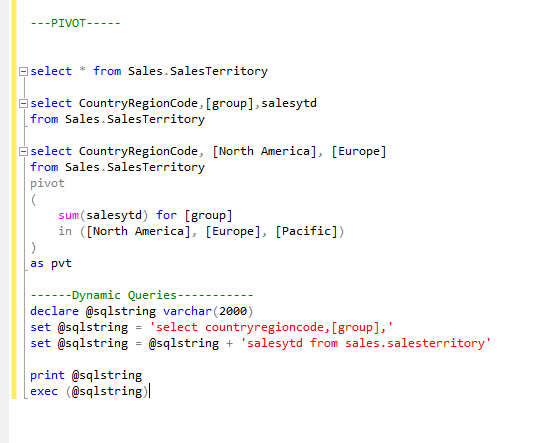 ---PIVOT-----
select * from Sales.SalesTerritory
select CountryRegionCode,[group],salesytd
from Sales.SalesTerritory
select CountryRegionCode, [North America], [Europe]
from Sales.SalesTerritory
pivot
(
sum(salesytd) for [group]
in ([North America], [Europe], [Pacific])
)
as pvt
------Dynamic Queries-----------
declare @sqlstring varchar(2000)
set @sqlstring = 'select countryregioncode,[group],'
set @sqlstring = @sqlstring + 'salesytd from sales.salesterritory'
print @sqlstring
exec (@sqlstring)